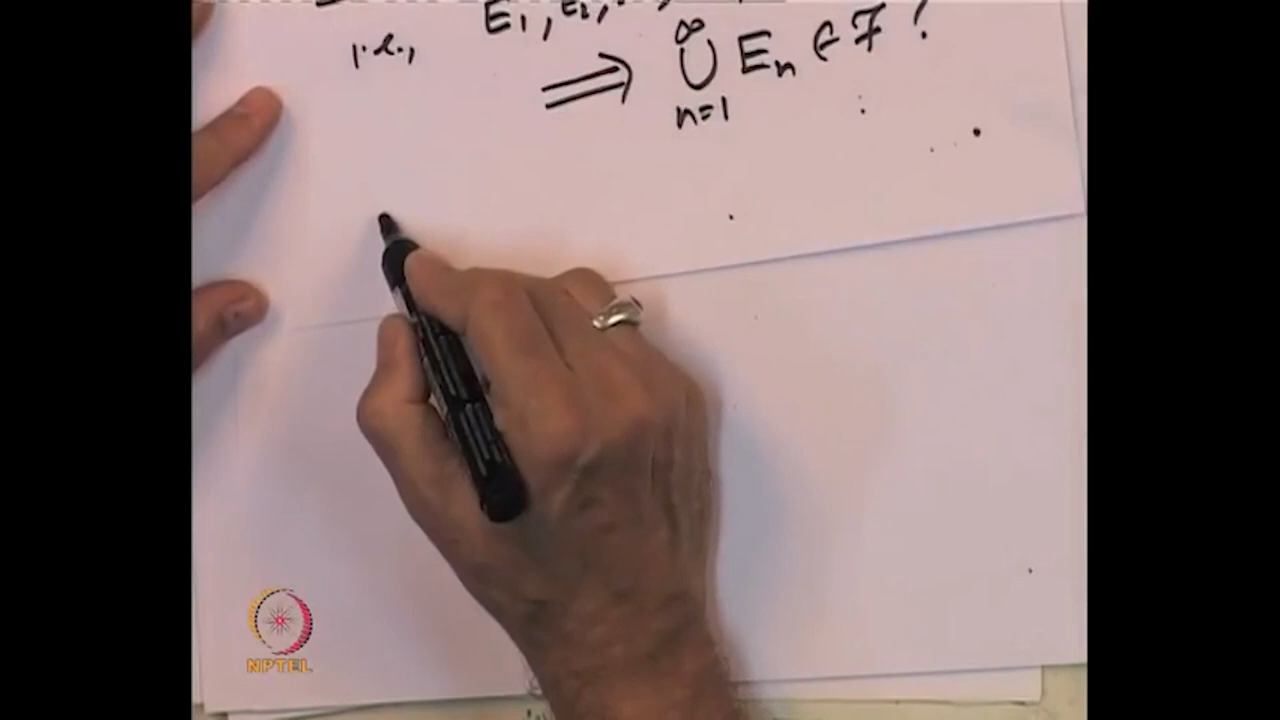 i.e., E₁, E₂, ...,
⟹ ∞
⋃ Eₙ ∈ F ?
n=1
NPTEL